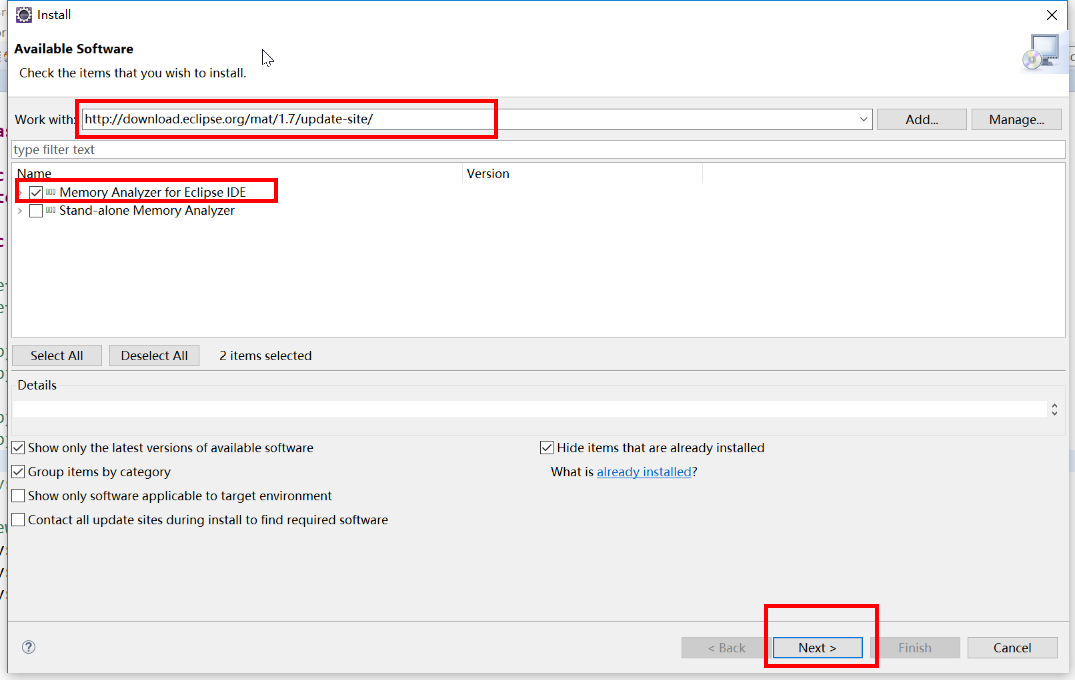 Install
Available Software
Check the items that you wish to install.
Work with: http://download.eclipse.org/mat/1.7/update-site/ Add... Manage...
type filter text
Name Version
Memory Analyzer for Eclipse IDE
Stand-alone Memory Analyzer
Select All Deselect All 2 items selected
Details
Show only the latest versions of available software Hide items that are already installed
Group items by category What is already installed?
Show only software applicable to target environment
Contact all update sites during install to find required software
< Back Next > Finish Cancel